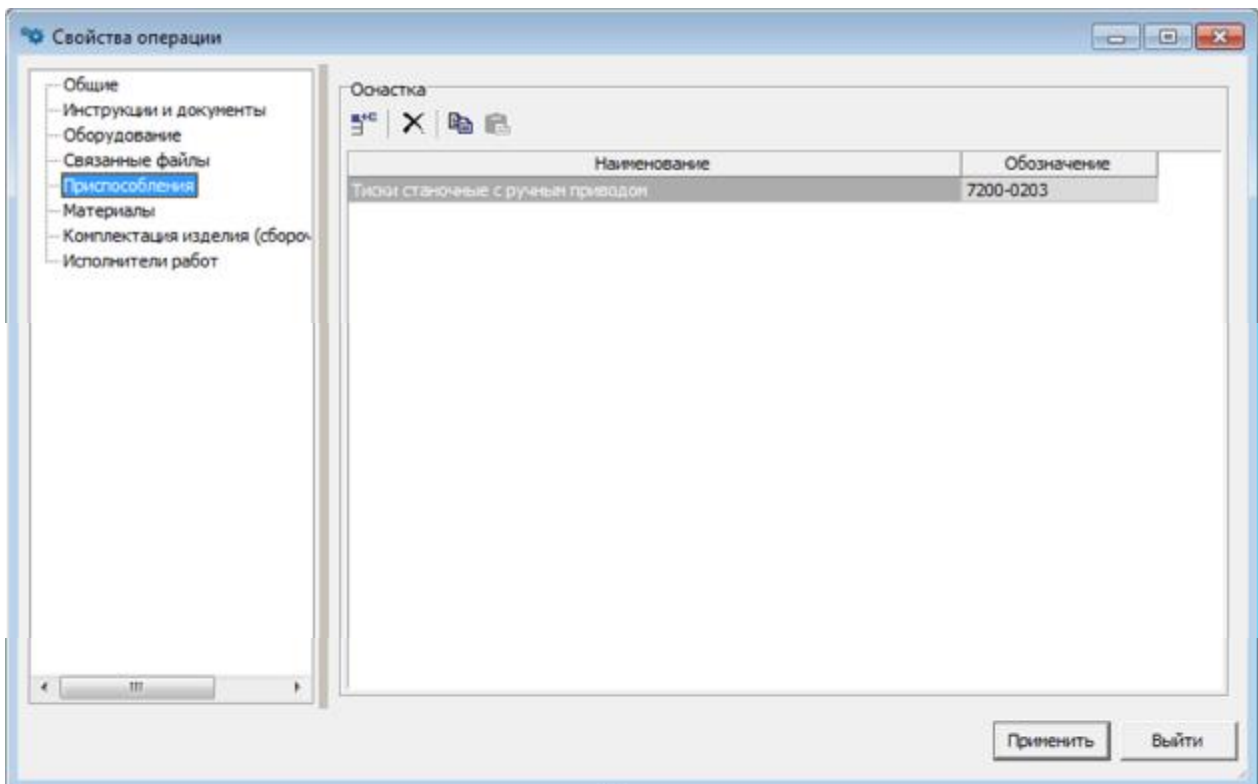 Свойства операции
Общие
Инструкции и документы
Оборудование
Связанные файлы
Приспособления
Материалы
Комплектация изделия (сбороч
Исполнители работ
Оснастка
Наименование Обозначение
Тиски станочные с ручным приводом 7200-0203
Применить Выйти